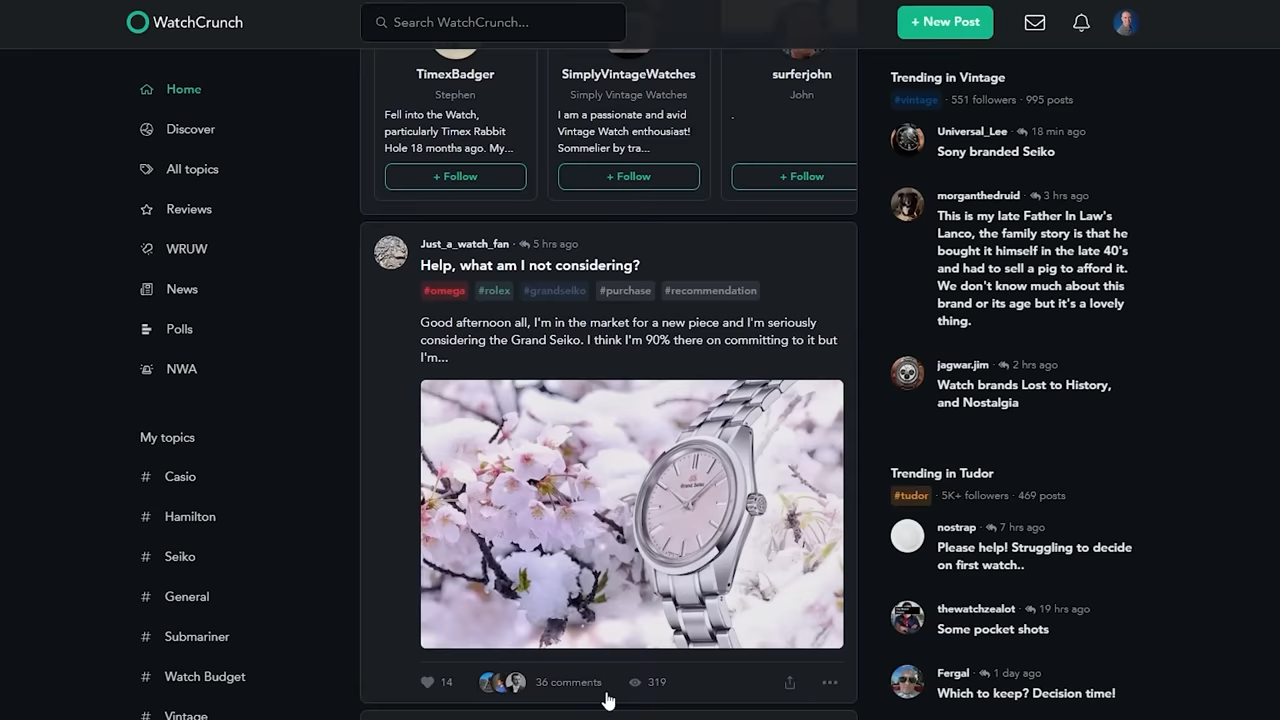 WatchCrunch
Search WatchCrunch...
+ New Post
Home
Discover
All topics
Reviews
WRUW
News
Polls
NWA
My topics
# Casio
# Hamilton
# Seiko
# General
# Submariner
# Watch Budget
Vintage
TimexBadger
Stephen
Fell into the Watch,
particularly Timex Rabbit
Hole 18 months ago. My...
+ Follow
SimplyVintageWatches
Simply Vintage Watches
I am a passionate and avid
Vintage Watch enthusiast!
Sommelier by tra...
+ Follow
surferjohn
John
.
+ Follow
Just_a_watch_fan · 5 hrs ago
Help, what am I not considering?
#omega #rolex #grandseiko #purchase #recommendation
Good afternoon all, I'm in the market for a new piece and I'm seriously
considering the Grand Seiko. I think I'm 90% there on committing to it but
I'm...
Grand Seiko
14 36 comments 319
Trending in Vintage
#vintage · 551 followers · 995 posts
Universal_Lee · 18 min ago
Sony branded Seiko
morganthedruid · 3 hrs ago
This is my late Father In Law's
Lanco, the family story is that he
bought it himself in the late 40's
and had to sell a pig to afford it.
We don't know much about this
brand or its age but it's a lovely
thing.
jagwar.jim · 2 hrs ago
Watch brands Lost to History,
and Nostalgia
Trending in Tudor
#tudor · 5K+ followers · 469 posts
nostrap · 7 hrs ago
Please help! Struggling to decide
on first watch..
thewatchzealot · 19 hrs ago
Some pocket shots
Fergal · 1 day ago
Which to keep? Decision time!